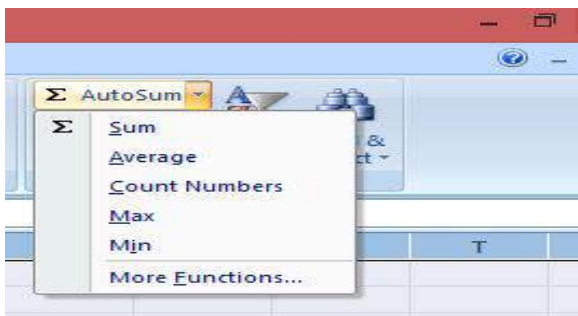 Σ AutoSum
Σ Sum
Average
&
Count Numbers
Max
Min
T
More Functions...